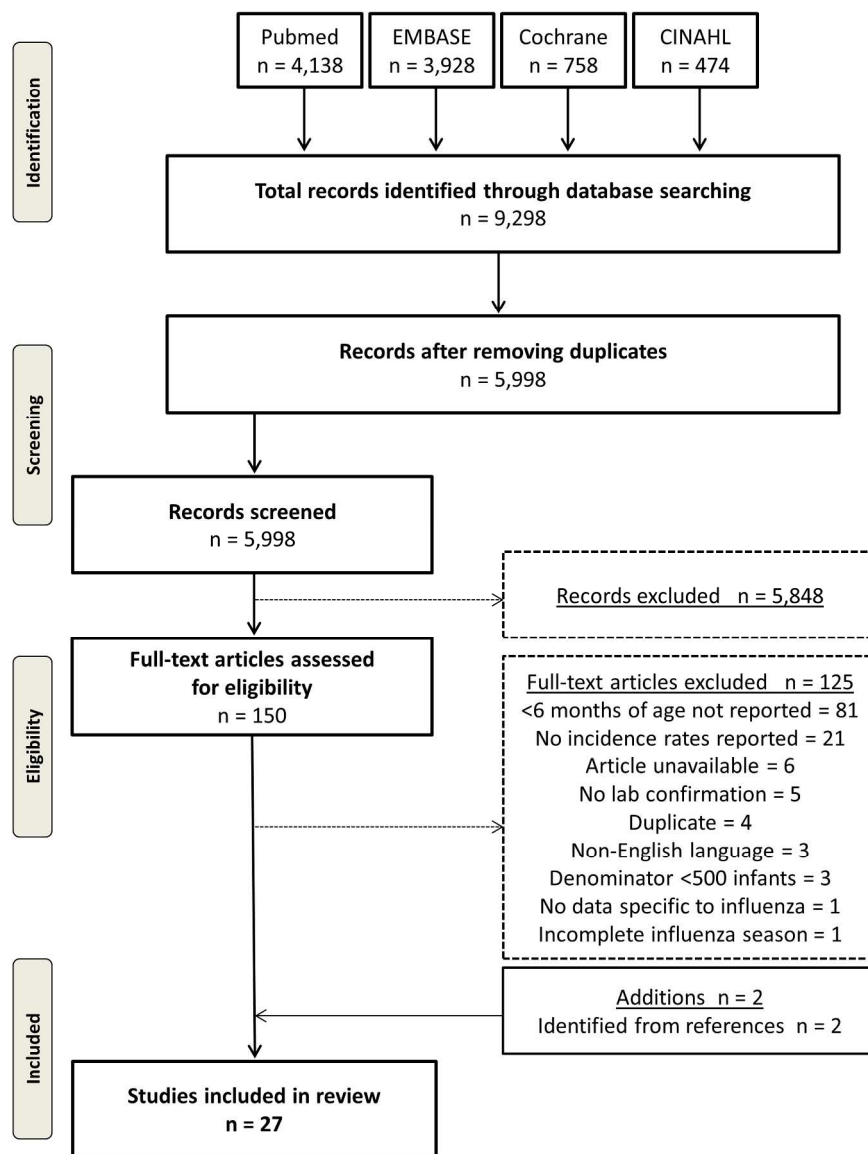 Identification
Pubmed
n = 4,138
EMBASE
n = 3,928
Cochrane
n = 758
CINAHL
n = 474
Total records identified through database searching
n = 9,298
Screening
Records after removing duplicates
n = 5,998
Records screened
n = 5,998
Records excluded n = 5,848
Eligibility
Full-text articles assessed
for eligibility
n = 150
Full-text articles excluded n = 125
<6 months of age not reported = 81
No incidence rates reported = 21
Article unavailable = 6
No lab confirmation = 5
Duplicate = 4
Non-English language = 3
Denominator <500 infants = 3
No data specific to influenza = 1
Incomplete influenza season = 1
Included
Additions n = 2
Identified from references n = 2
Studies included in review
n = 27